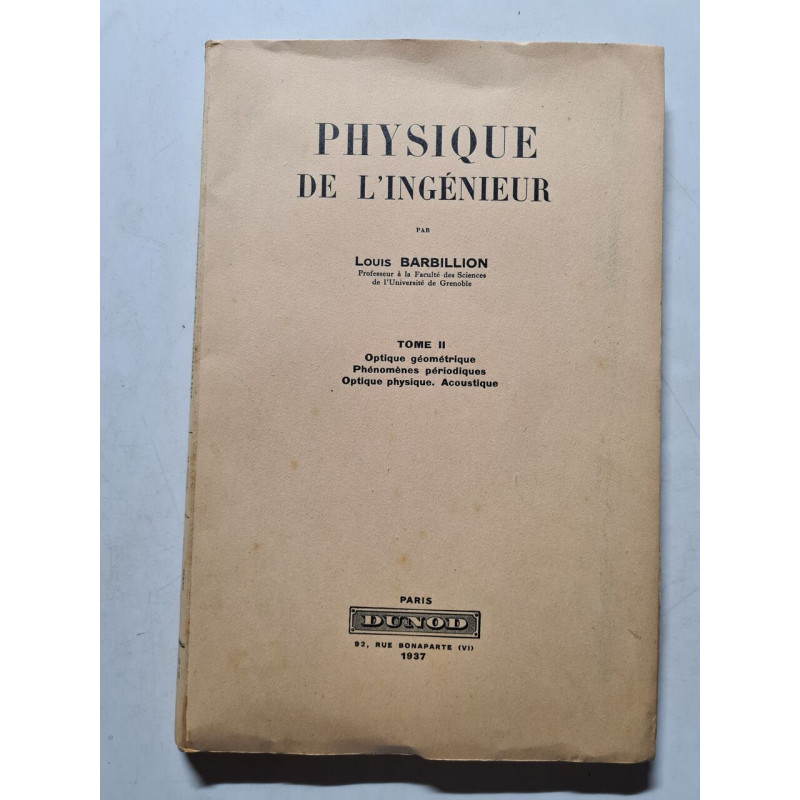 PHYSIQUE
DE L'INGÉNIEUR
PAR
Louis BARBILLION
Professeur à la Faculté des Sciences
de l'Université de Grenoble
TOME II
Optique géométrique
Phénomènes périodiques
Optique physique. Acoustique
PARIS
DUNOD
92, RUE BONAPARTE (VI)
1937